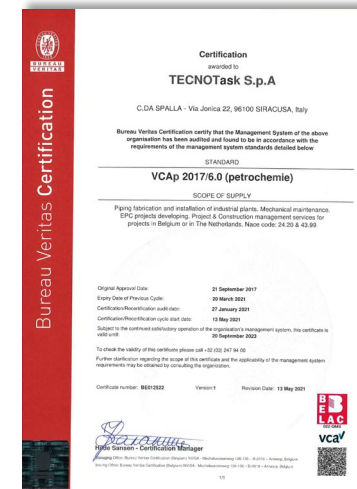 BUREAU
VERITAS
Bureau Veritas Certification
Certification
awarded to
TECNOTask S.p.A
C.DA SPALLA - Via Jonica 22, 96100 SIRACUSA, Italy
Bureau Veritas Certification certify that the Management System of the above
organisation has been audited and found to be in accordance with the
requirements of the management system standards detailed below
STANDARD
VCAp 2017/6.0 (petrochemie)
SCOPE OF SUPPLY
Piping fabrication and installation of industrial plants. Mechanical maintenance.
EPC projects developing. Project & Construction management services for
projects in Belgium or in The Netherlands. Nace code: 24.20 & 43.99
Original Approval Date: 21 September 2017
Expiry Date of Previous Cycle: 20 March 2021
Certification/Recertification audit date: 27 January 2021
Certification/Recertification cycle start date: 13 May 2021
Subject to the continued satisfactory operation of the organisation's management system, this certificate is
valid until: 20 September 2023
To check the validity of this certificate please call +32 (0)3 247 94 00
Further clarification regarding the scope of this certificate and the applicability of the management system
requirements may be obtained by consulting the organization.
Certificate number: BE012022 Version:1 Revision Date: 13 May 2021
Hilde Sansen - Certification Manager
BE
LAC
vca
1/1